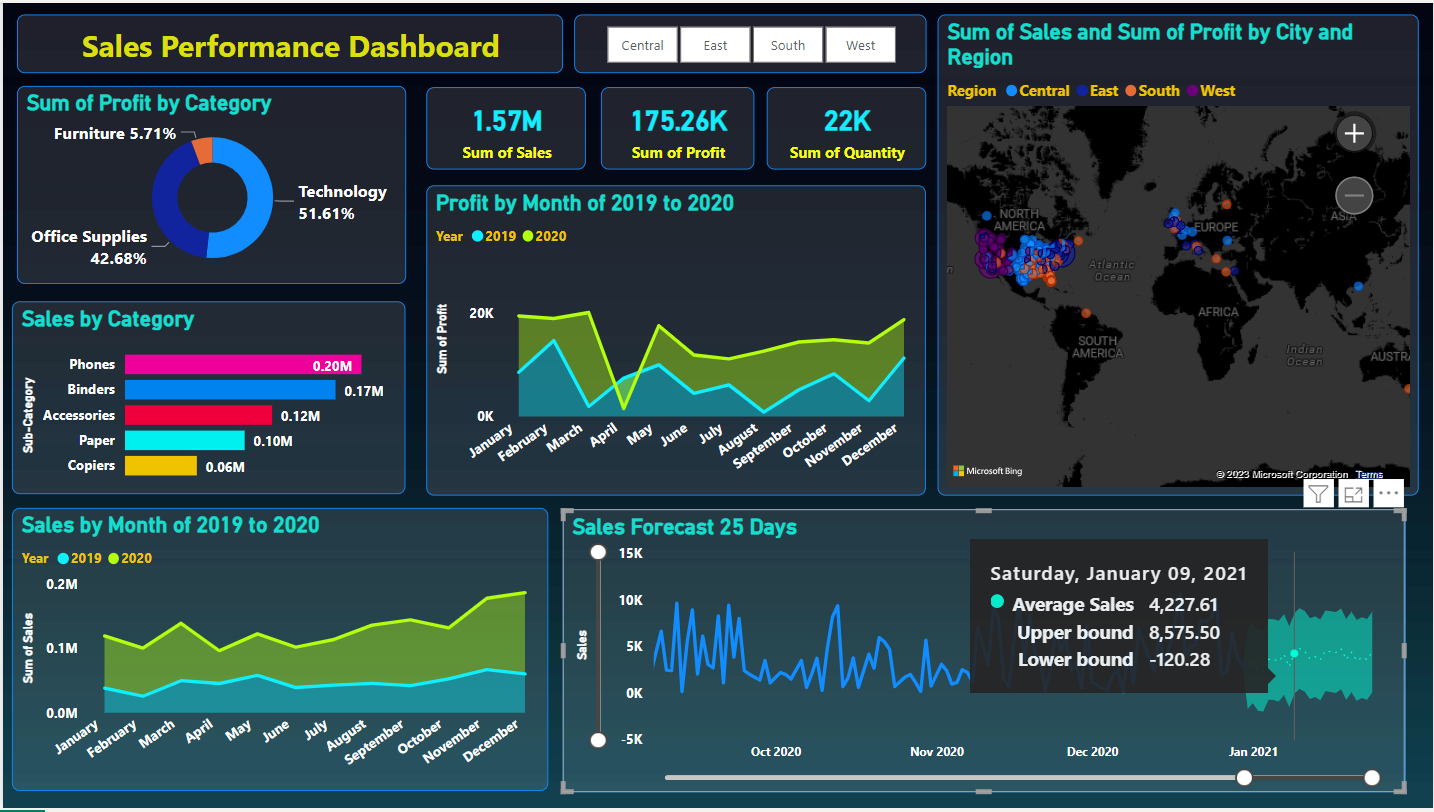 Sales Performance Dashboard
Central East South West
Sum of Sales and Sum of Profit by City and
Region
Region Central East South West
NORTH
AMERICA
EUROPE
ASIA
Atlantic
Ocean
AFRICA
SOUTH
AMERICA
Indian
Ocean
AUSTRA
Microsoft Bing
© 2023 Microsoft Corporation Terms
Sum of Profit by Category
Furniture 5.71%
Technology
51.61%
Office Supplies
42.68%
1.57M
Sum of Sales
175.26K
Sum of Profit
22K
Sum of Quantity
Profit by Month of 2019 to 2020
Year 2019 2020
Sum of Profit
20K
0K
January
February
March
April
May
June
July
August
September
October
November
December
Sales by Category
Sub-Category
Phones 0.20M
Binders 0.17M
Accessories 0.12M
Paper 0.10M
Copiers 0.06M
Sales by Month of 2019 to 2020
Year 2019 2020
Sum of Sales
0.2M
0.1M
0.0M
January
February
March
April
May
June
July
August
September
October
November
December
Sales Forecast 25 Days
Sales
15K
10K
5K
0K
-5K
Oct 2020 Nov 2020 Dec 2020 Jan 2021
Saturday, January 09, 2021
Average Sales 4,227.61
Upper bound 8,575.50
Lower bound -120.28